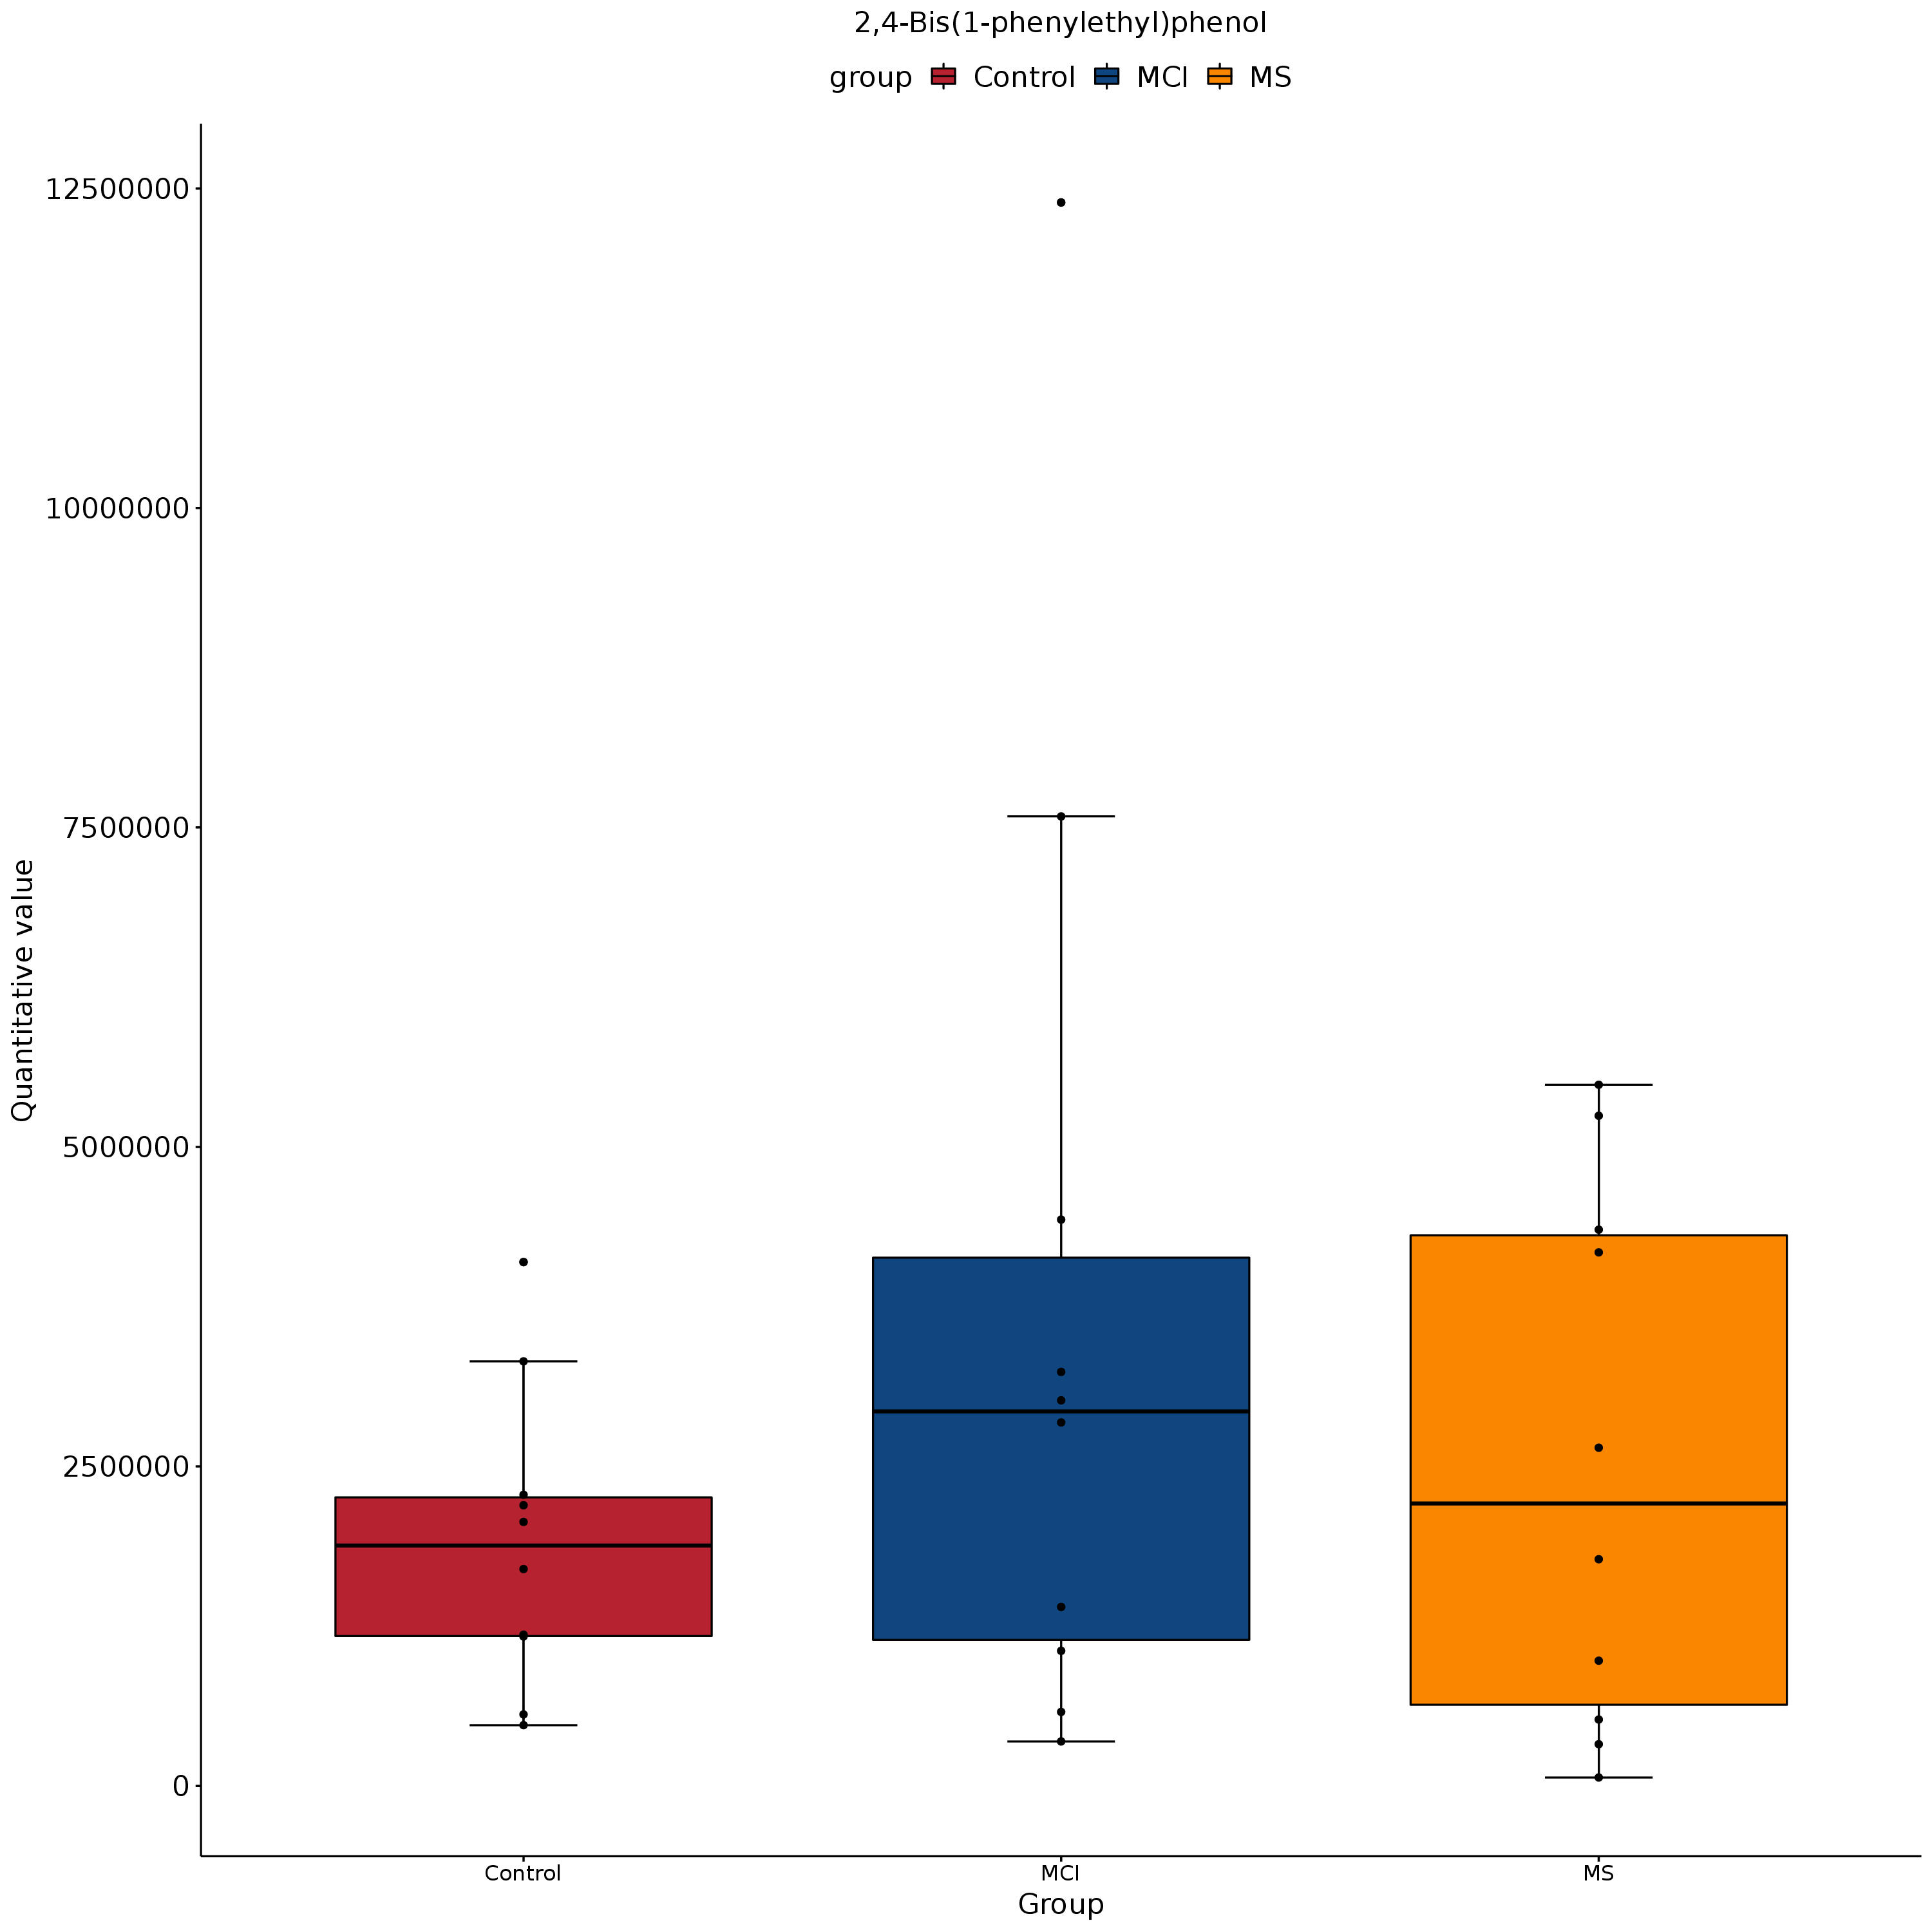 2,4-Bis(1-phenylethyl)phenol
group Control MCI MS
12500000
10000000
7500000
5000000
2500000
0
Quantitative value
Control MCI MS
Group